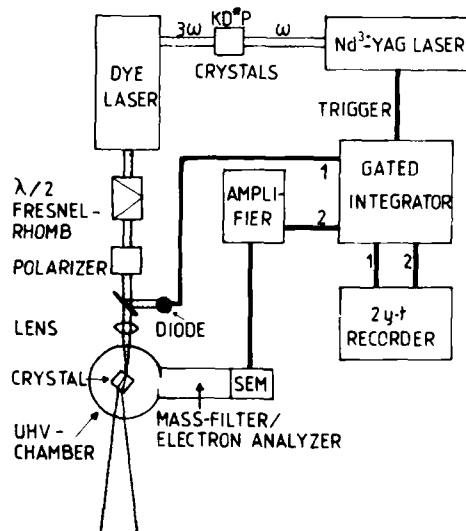 KD*P
3ω
ω
Nd³⁺-YAG LASER
DYE
LASER
CRYSTALS
TRIGGER
1
GATED
INTEGRATOR
λ/2
FRESNEL-
RHOMB
AMPLI-
FIER
2
POLARIZER
1
2
DIODE
2y-t
RECORDER
LENS
CRYSTAL
SEM
MASS-FILTER/
ELECTRON ANALYZER
UHV-
CHAMBER